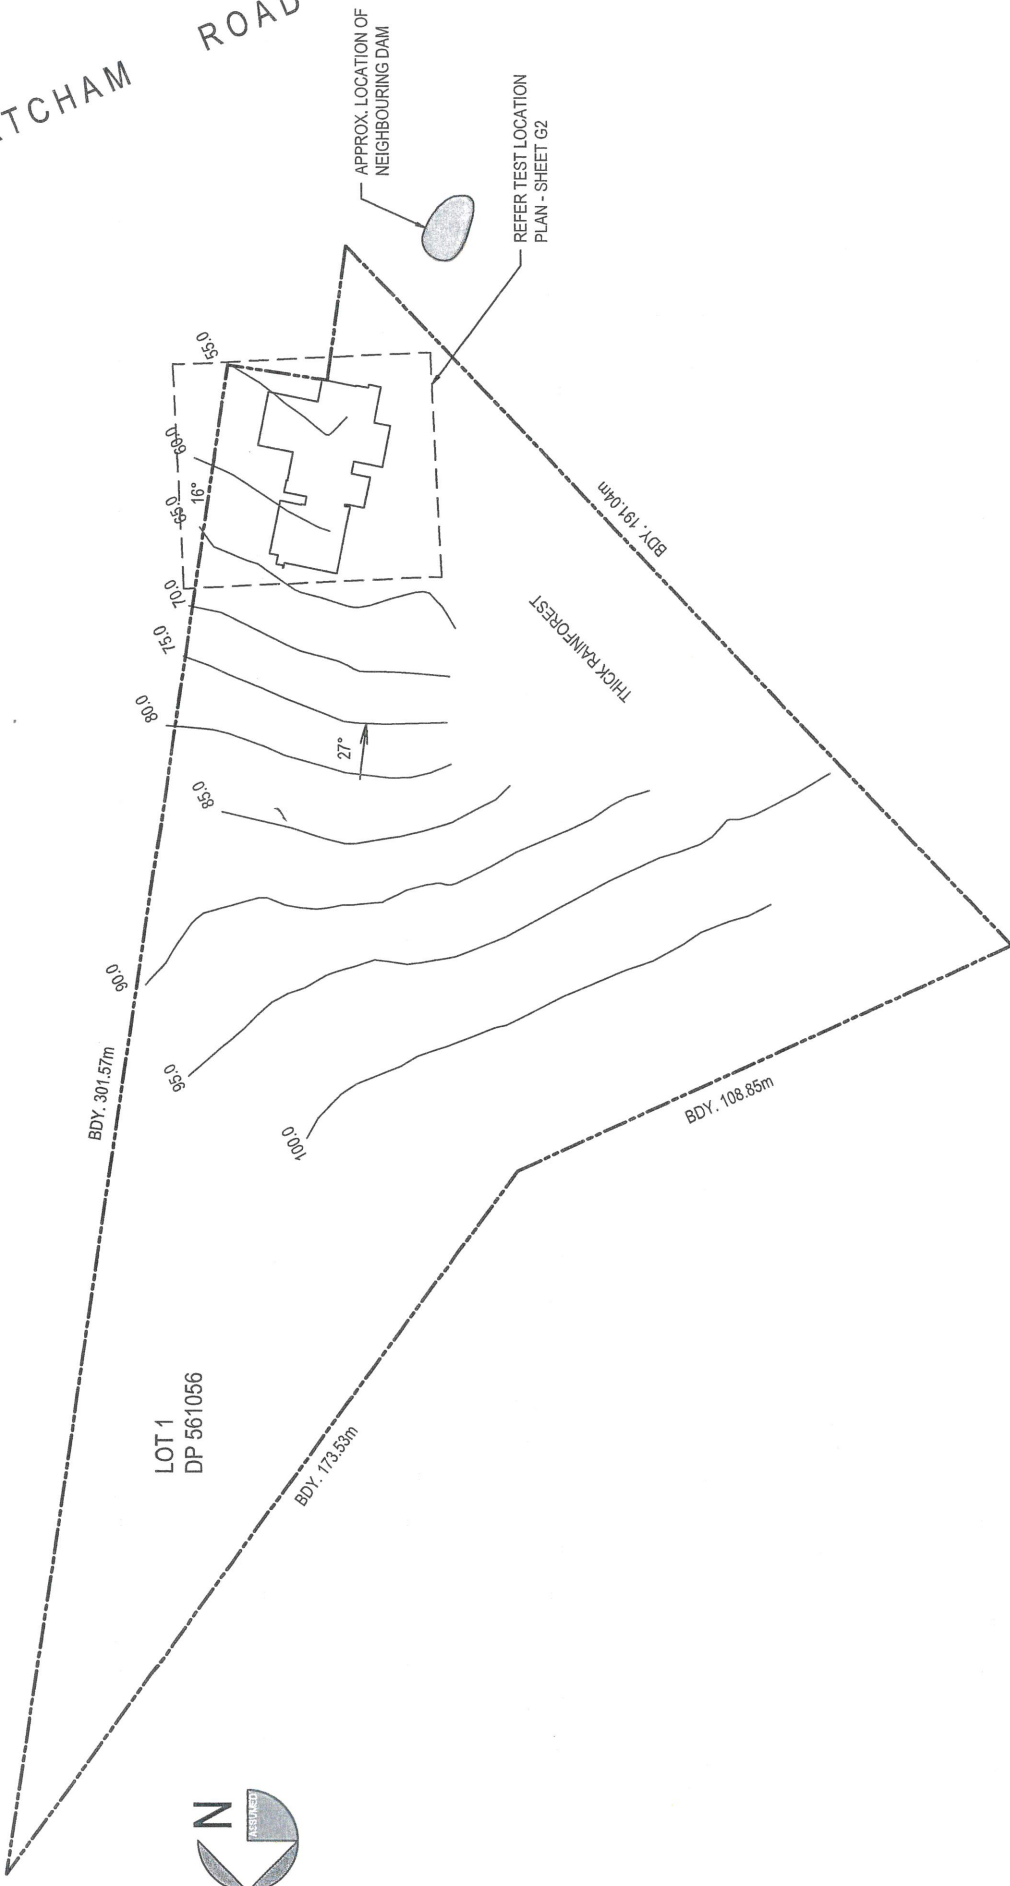 ROAD
APPROX. LOCATION OF
NEIGHBOURING DAM
REFER TEST LOCATION
PLAN - SHEET G2
55.0
60.0
65.0
16°
70.0
75.0
80.0
27°
85.0
90.0
95.0
100.0
THICK RAINFOREST
BDY. 191.04m
BDY. 301.57m
BDY. 108.85m
BDY. 173.53m
LOT 1
DP 561056
N
ASSUMED